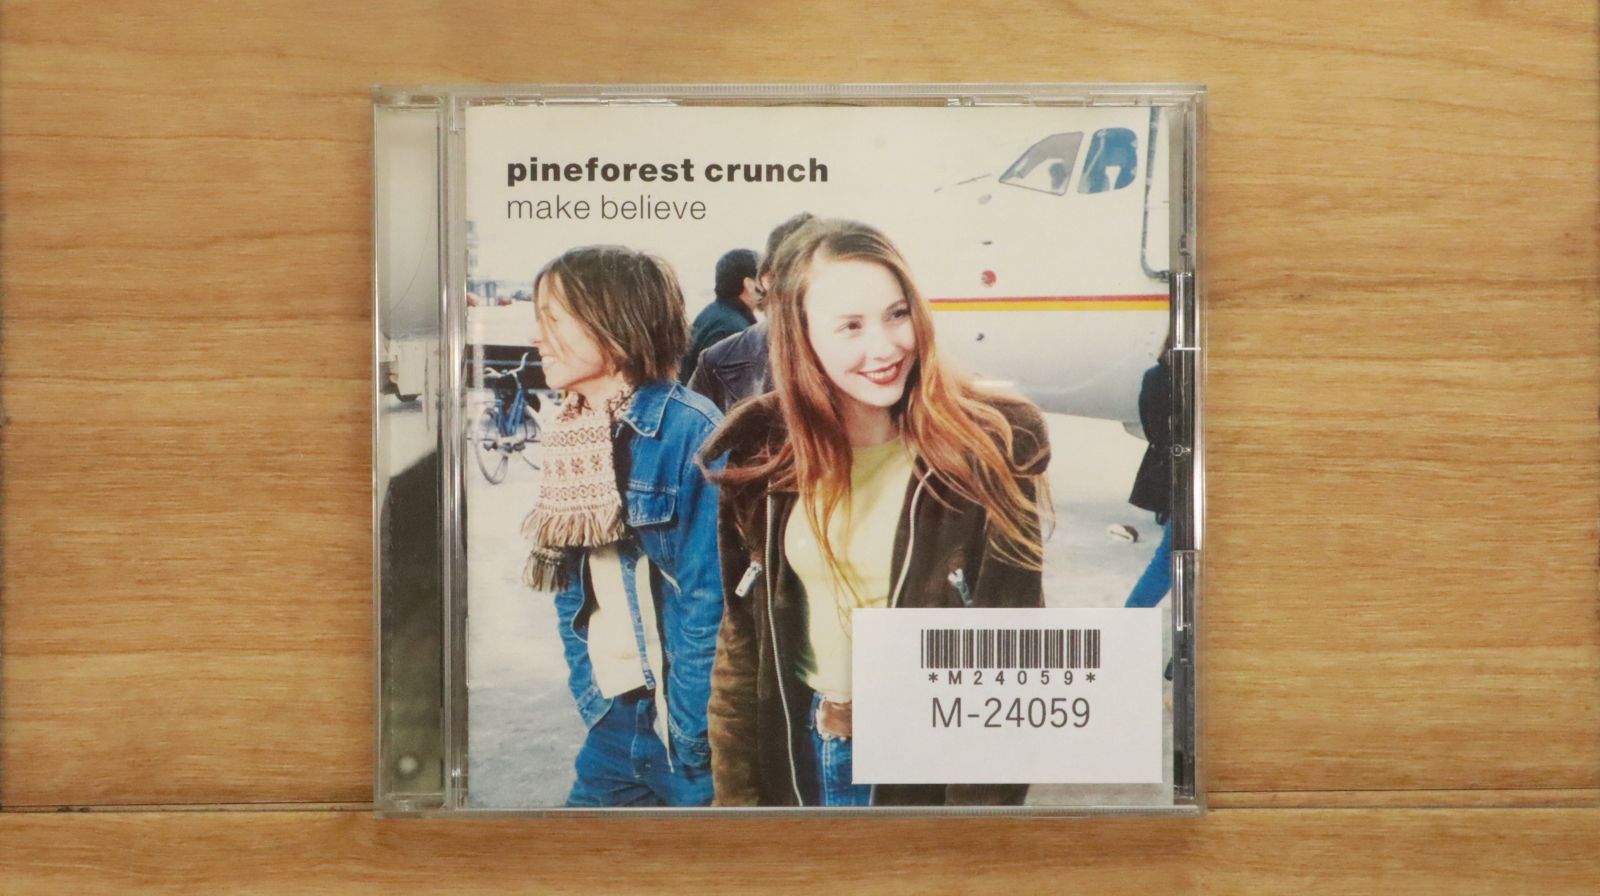 pineforest crunch
make believe
*M24059*
M-24059